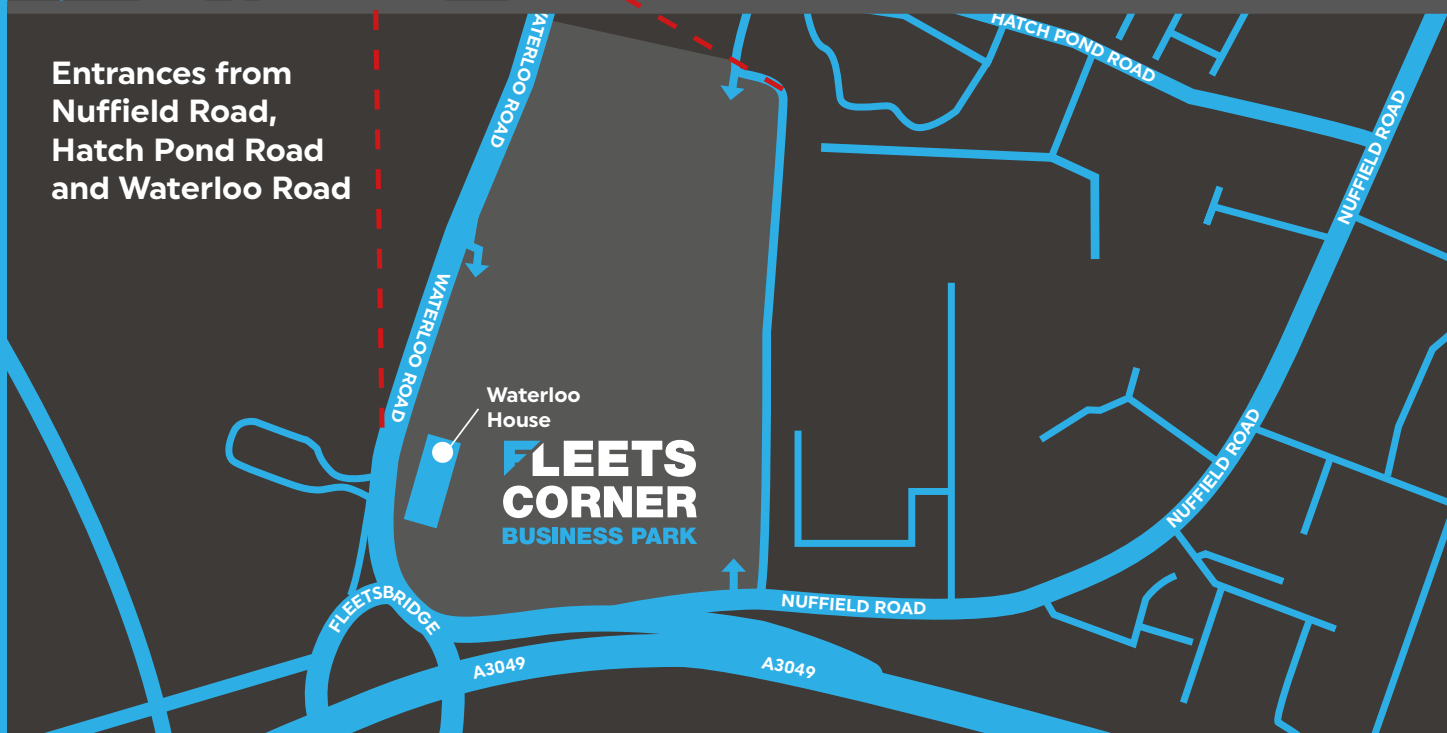 Entrances from
Nuffield Road,
Hatch Pond Road
and Waterloo Road
WATERLOO ROAD
HATCH POND ROAD
NUFFIELD ROAD
WATERLOO ROAD
Waterloo
House
FLEETS
CORNER
BUSINESS PARK
NUFFIELD ROAD
FLEETSBRIDGE
NUFFIELD ROAD
A3049
A3049